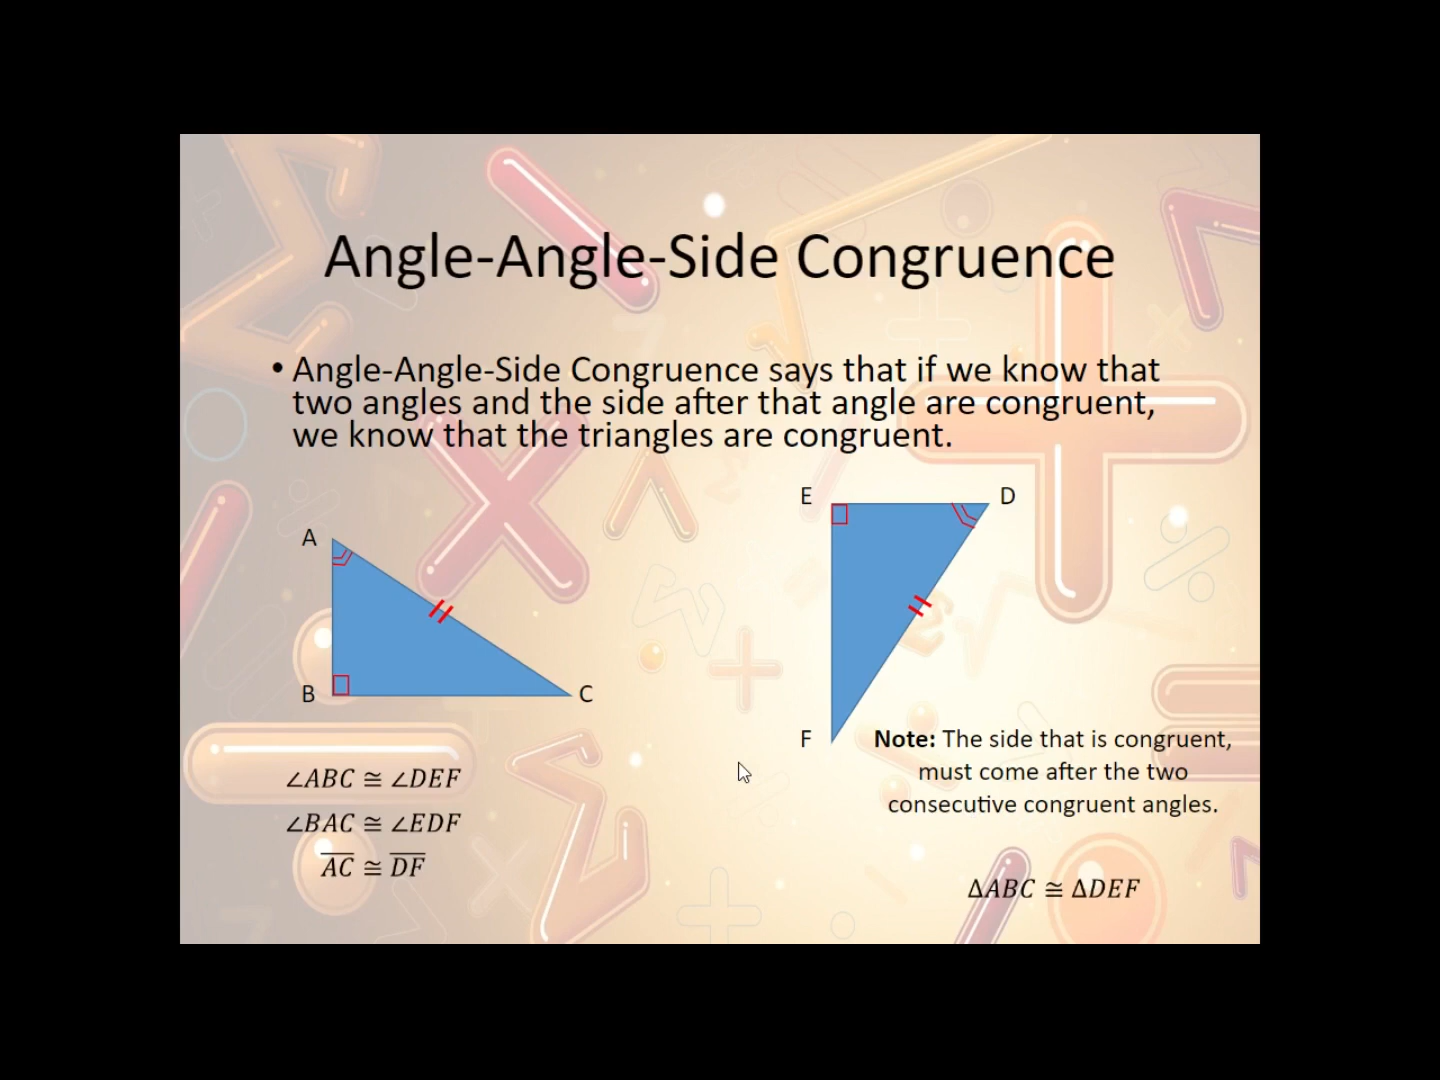 Angle-Angle-Side Congruence
• Angle-Angle-Side Congruence says that if we know that
two angles and the side after that angle are congruent,
we know that the triangles are congruent.
A
B
C
E
D
F
∠ABC ≅ ∠DEF
∠BAC ≅ ∠EDF
A̅C̅ ≅ D̅F̅
Note: The side that is congruent,
must come after the two
consecutive congruent angles.
ΔABC ≅ ΔDEF